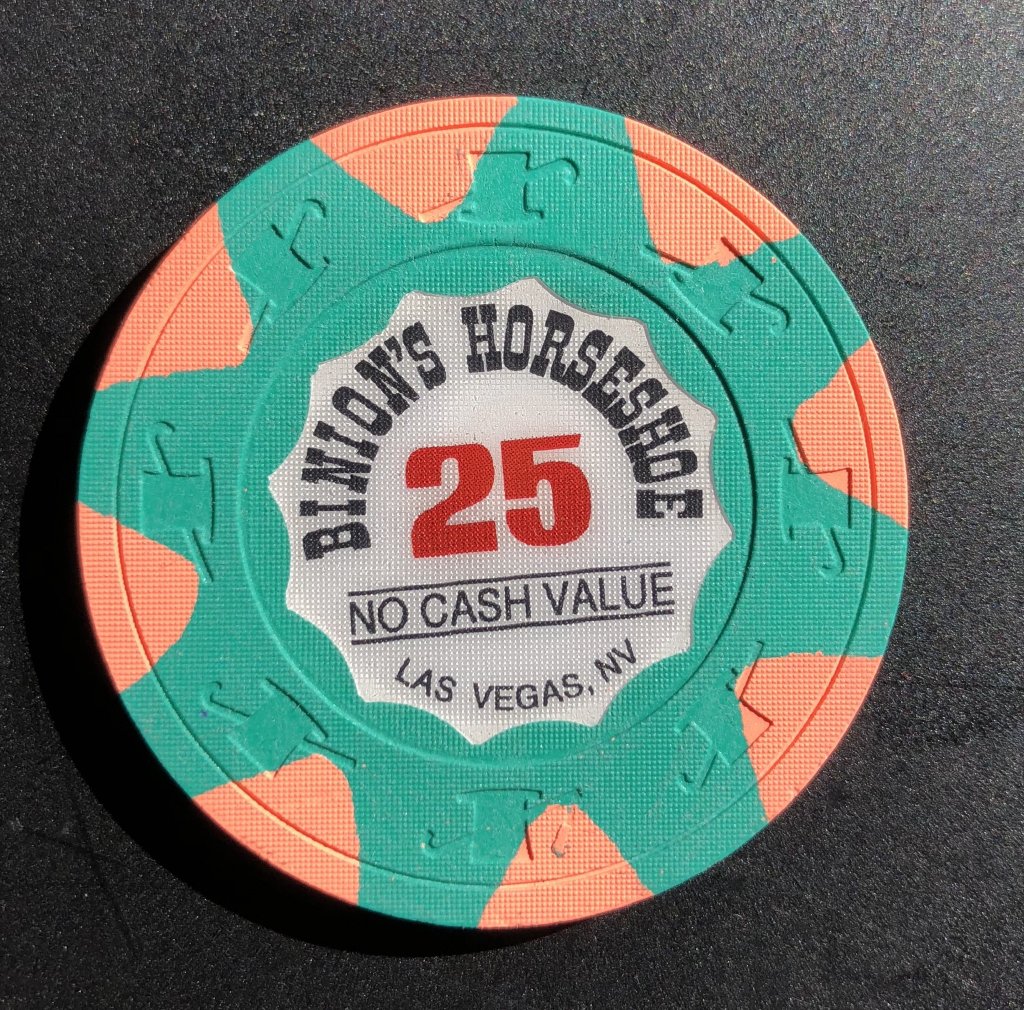 BINION'S HORSESHOE
25
NO CASH VALUE
LAS VEGAS, NV